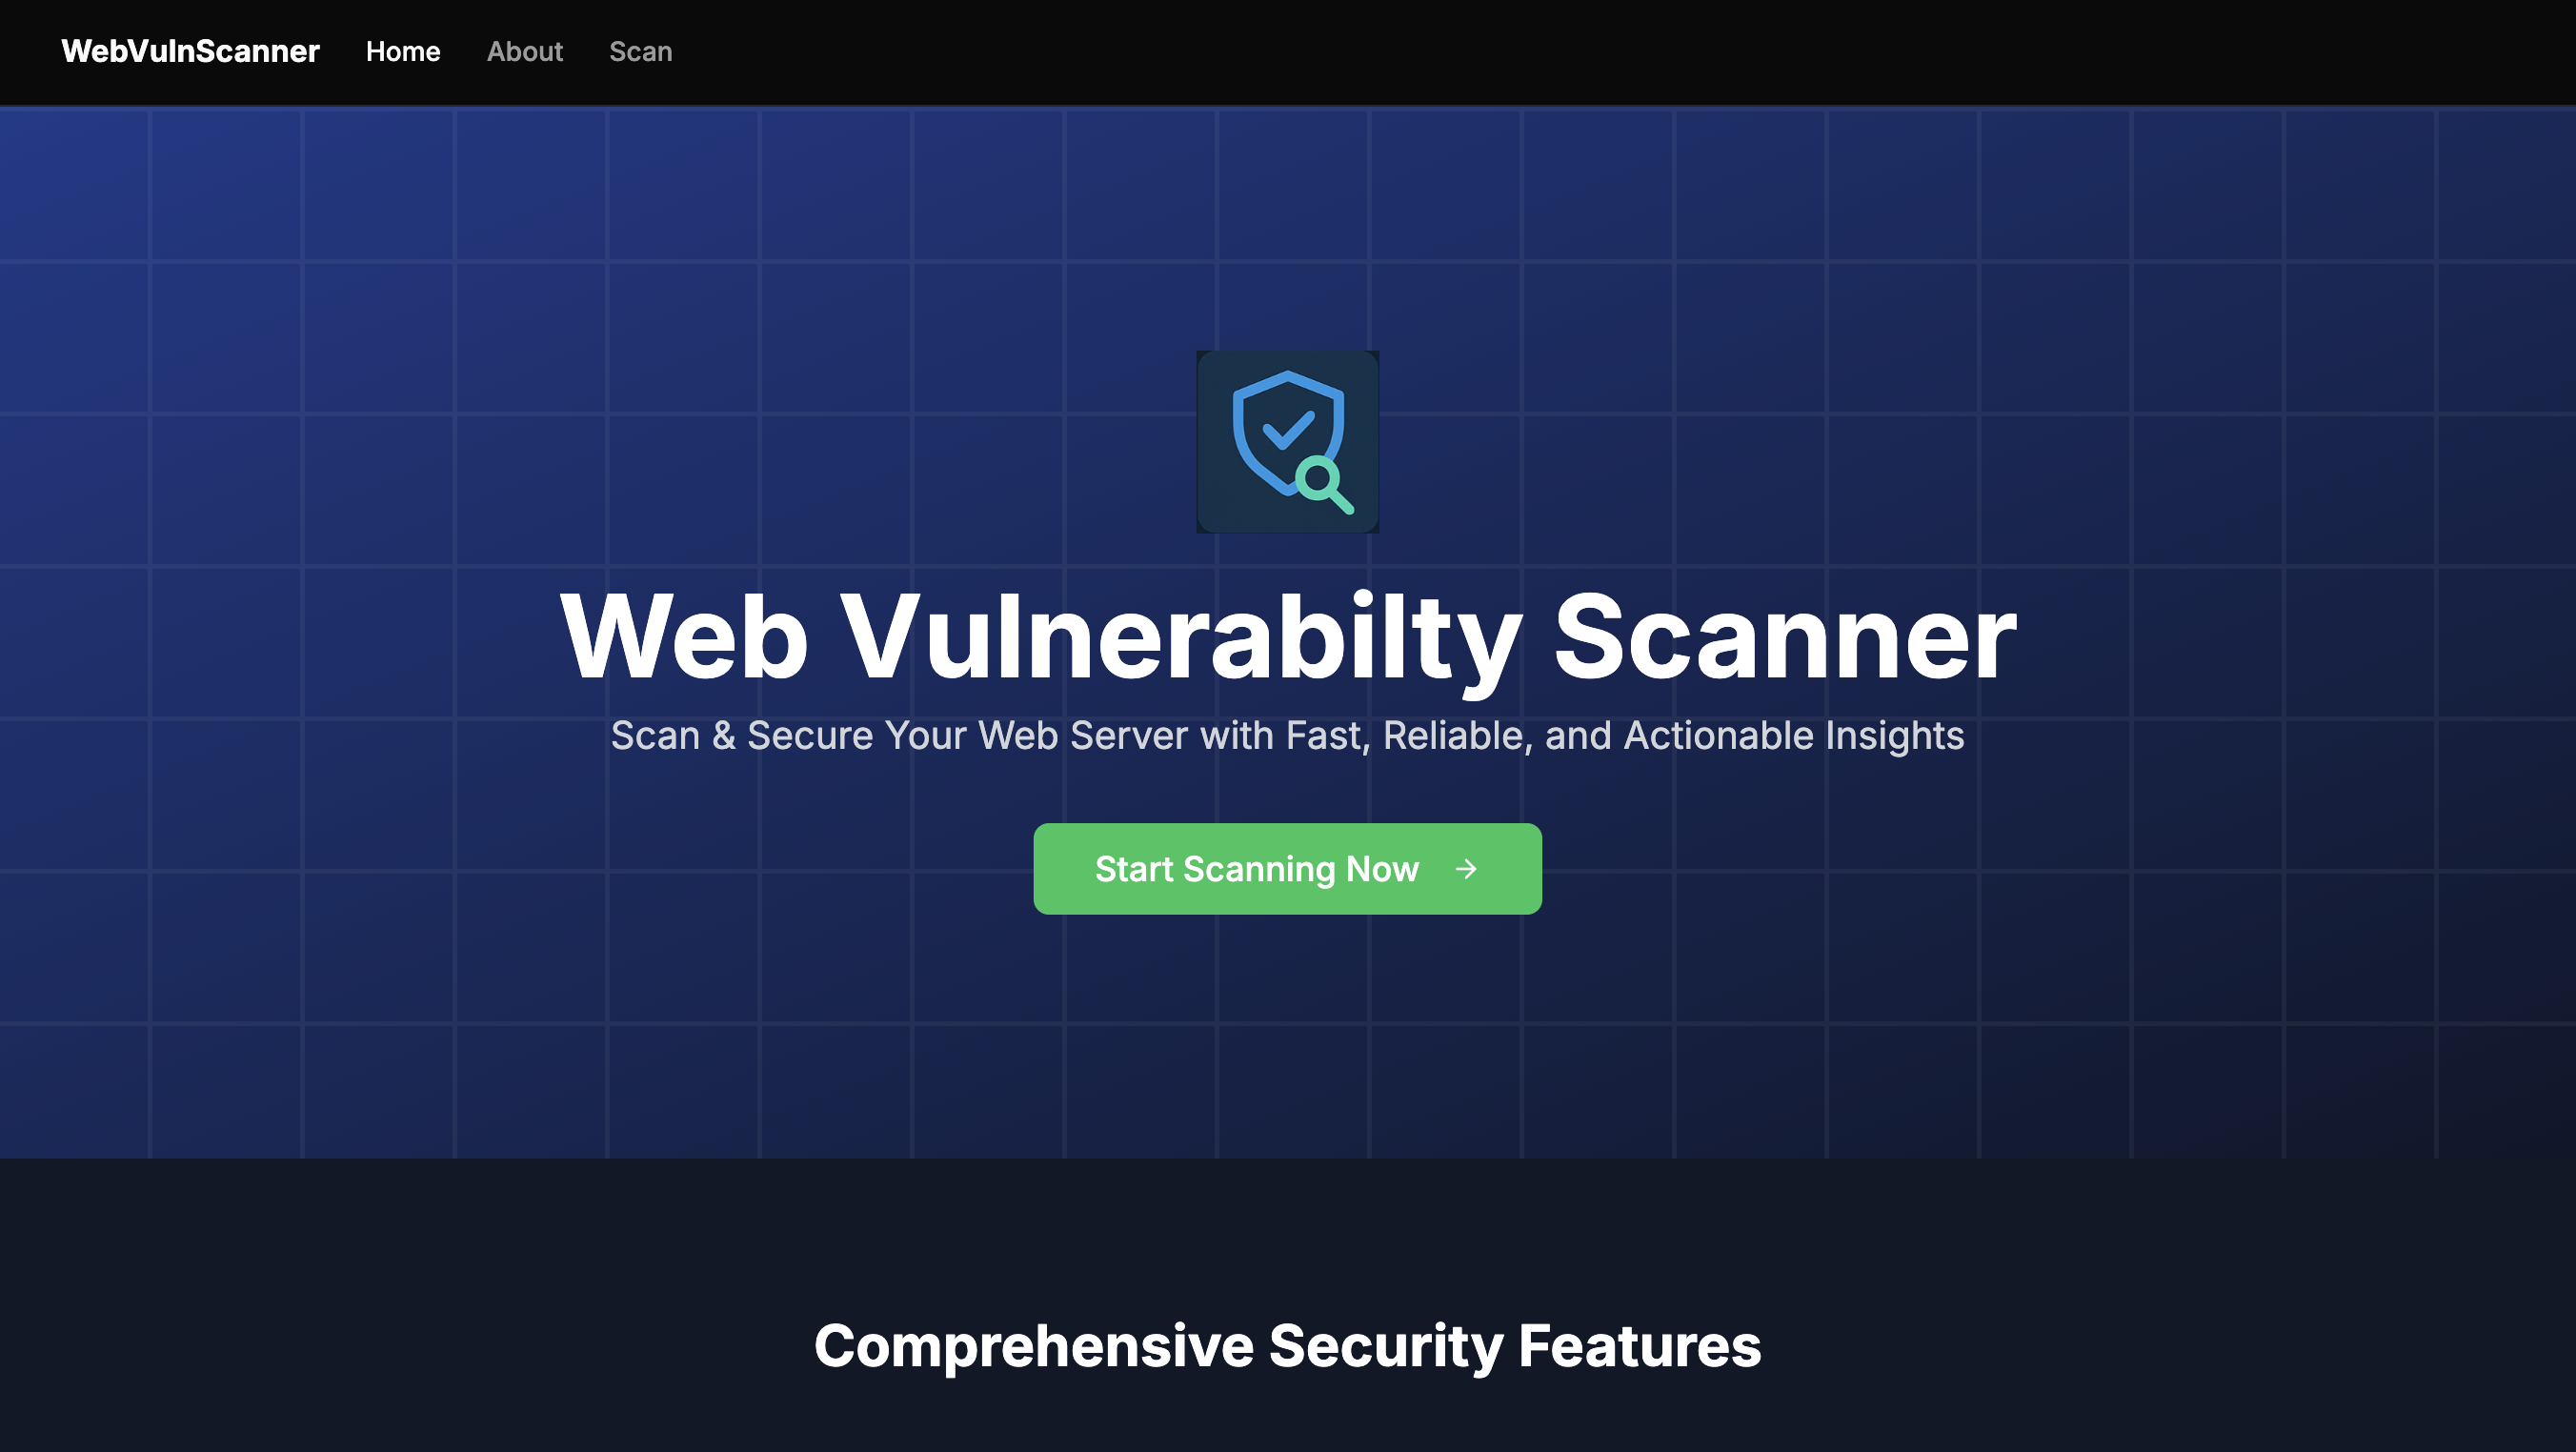 WebVulnScanner Home About Scan
Web Vulnerabilty Scanner
Scan & Secure Your Web Server with Fast, Reliable, and Actionable Insights
Start Scanning Now →
Comprehensive Security Features